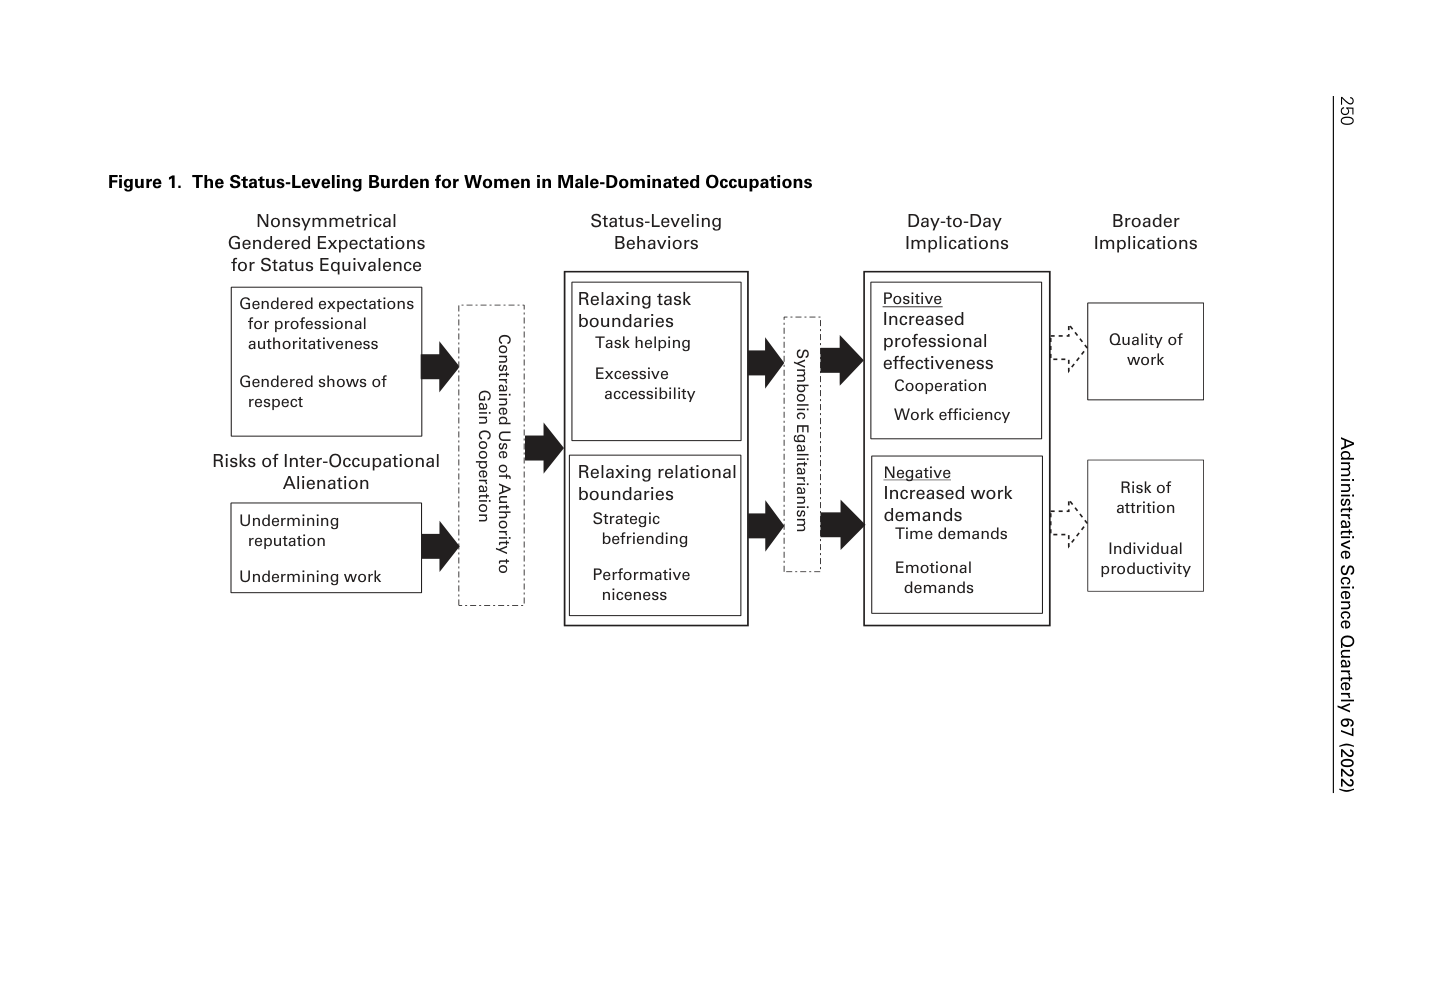 250
Administrative Science Quarterly 67 (2022)
Figure 1. The Status-Leveling Burden for Women in Male-Dominated Occupations
Nonsymmetrical
Gendered Expectations
for Status Equivalence
Gendered expectations
for professional
authoritativeness
Gendered shows of
respect
Risks of Inter-Occupational
Alienation
Undermining
reputation
Undermining work
Constrained Use of Authority to
Gain Cooperation
Status-Leveling
Behaviors
Relaxing task
boundaries
Task helping
Excessive
accessibility
Relaxing relational
boundaries
Strategic
befriending
Performative
niceness
Symbolic Egalitarianism
Day-to-Day
Implications
Positive
Increased
professional
effectiveness
Cooperation
Work efficiency
Negative
Increased work
demands
Time demands
Emotional
demands
Broader
Implications
Quality of
work
Risk of
attrition
Individual
productivity